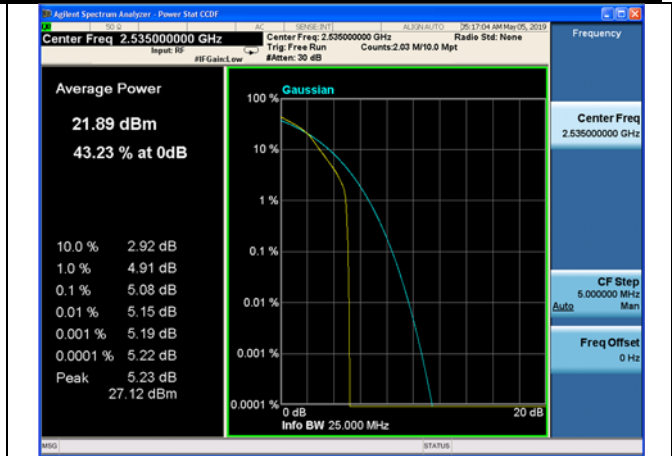 Agilent Spectrum Analyzer - Power Stat CCDF
50 Ω AC SENSE:INT ALIGN AUTO 05:17:04 AM May 05, 2019
Center Freq 2.535000000 GHz Center Freq: 2.535000000 GHz Radio Std: None
Input: RF Trig: Free Run Counts:2.03 M/10.0 Mpt
#IFGain:Low #Atten: 30 dB
Frequency
Average Power
21.89 dBm
43.23 % at 0dB
10.0 % 2.92 dB
1.0 % 4.91 dB
0.1 % 5.08 dB
0.01 % 5.15 dB
0.001 % 5.19 dB
0.0001 % 5.22 dB
Peak 5.23 dB
27.12 dBm
Gaussian
100 %
10 %
1 %
0.1 %
0.01 %
0.001 %
0.0001 %
0 dB 20 dB
Info BW 25.000 MHz
Center Freq
2.535000000 GHz
CF Step
5.000000 MHz
Auto Man
Freq Offset
0 Hz
MSG STATUS